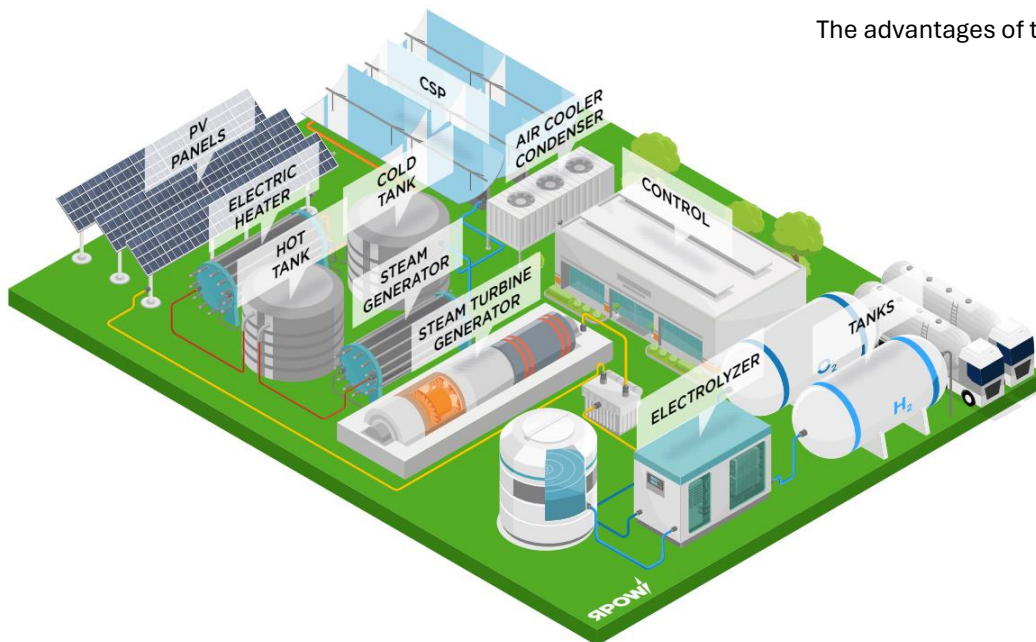 The advantages of t
CSP
PV
PANELS
AIR COOLER
CONDENSER
COLD
TANK
ELECTRIC
HEATER
CONTROL
HOT
TANK
STEAM
GENERATOR
STEAM TURBINE
GENERATOR
TANKS
ELECTROLYZER
O₂
H₂
RPOW